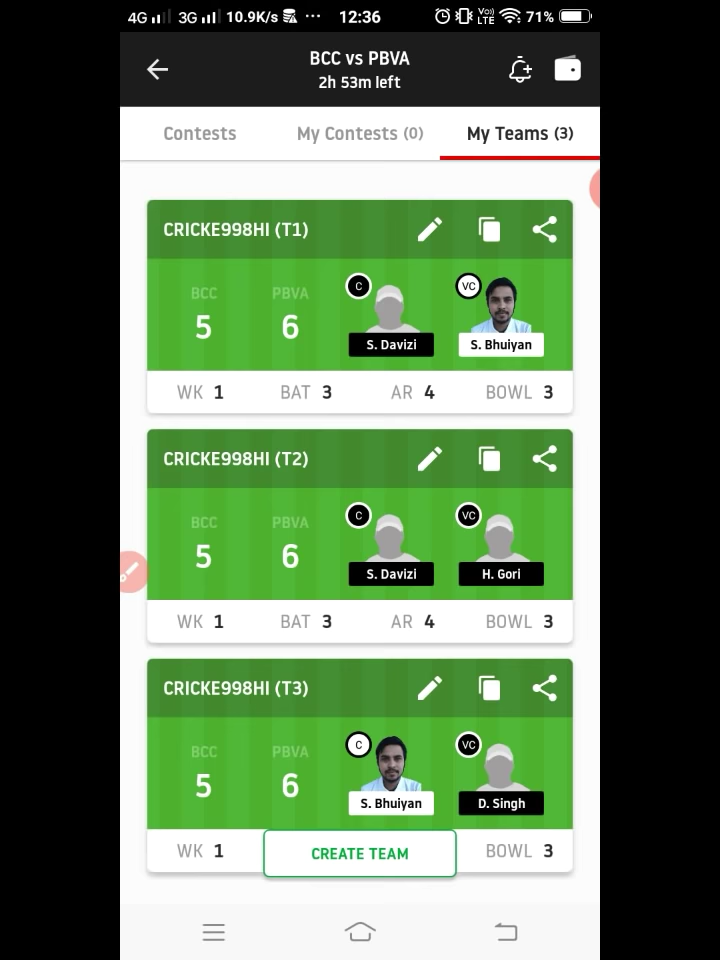 4G 3G 10.9K/s ... 12:36 Vo)) LTE 71%
BCC vs PBVA
2h 53m left
Contests My Contests (0) My Teams (3)
CRICKE998HI (T1)
BCC PBVA C VC
5 6
S. Davizi S. Bhuiyan
WK 1 BAT 3 AR 4 BOWL 3
CRICKE998HI (T2)
BCC PBVA C VC
5 6
S. Davizi H. Gori
WK 1 BAT 3 AR 4 BOWL 3
CRICKE998HI (T3)
BCC PBVA C VC
5 6
S. Bhuiyan D. Singh
WK 1 CREATE TEAM BOWL 3